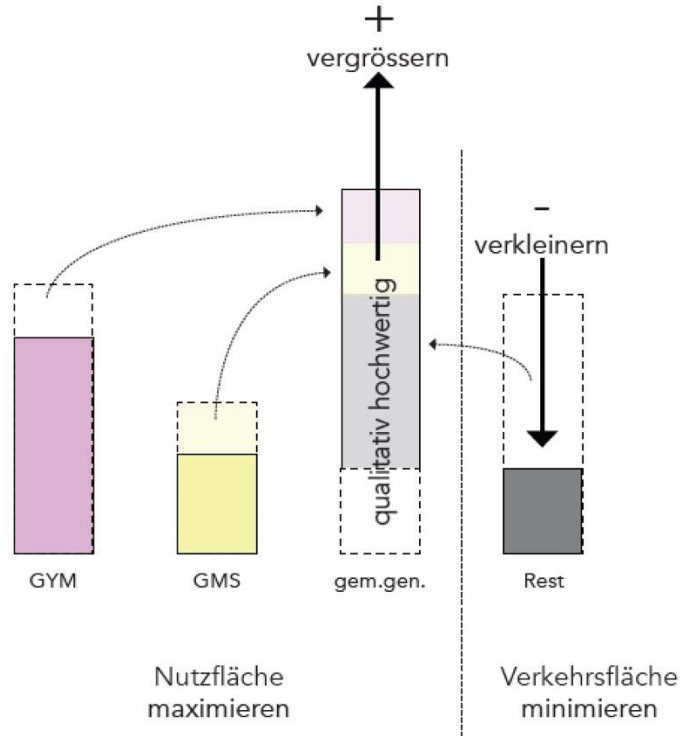 +
vergrössern
-
verkleinern
qualitativ hochwertig
GYM
GMS
gem.gen.
Rest
Nutzfläche
maximieren
Verkehrsfläche
minimieren